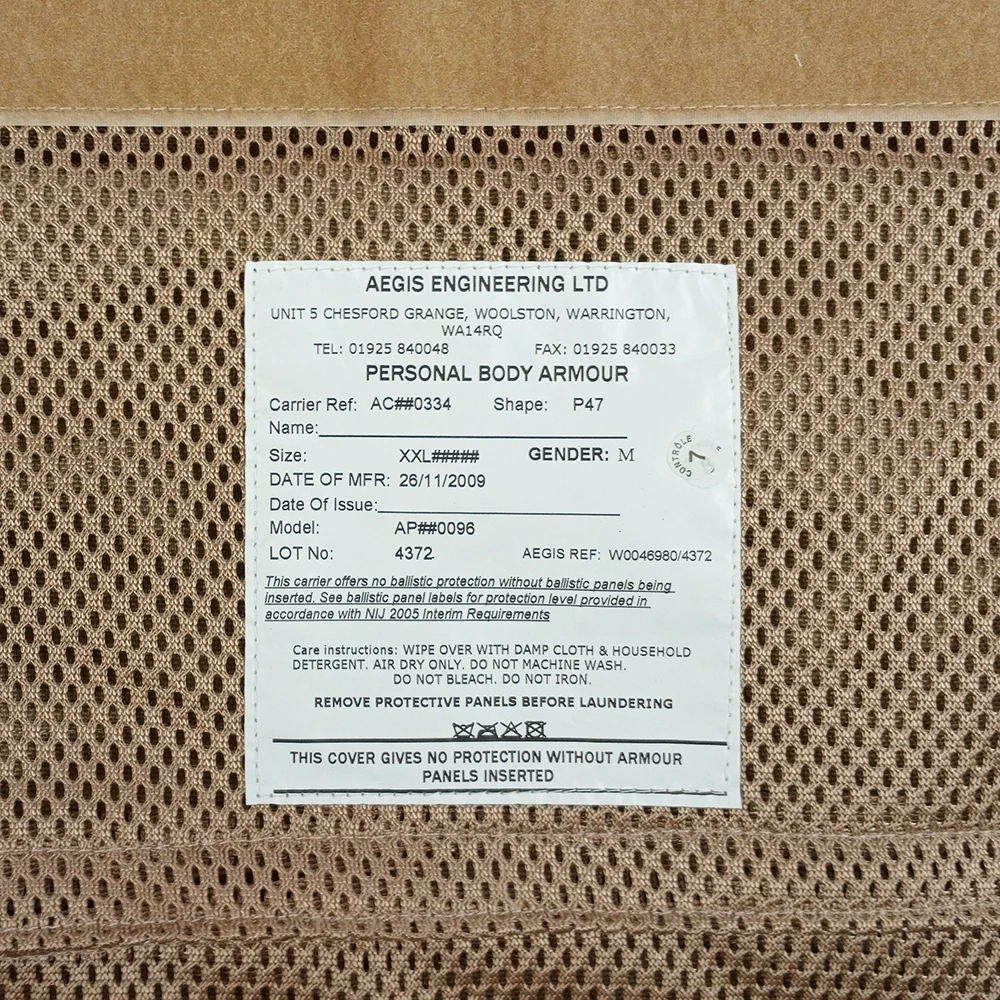 AEGIS ENGINEERING LTD
UNIT 5 CHESFORD GRANGE, WOOLSTON, WARRINGTON,
WA14RQ
TEL: 01925 840048 FAX: 01925 840033
PERSONAL BODY ARMOUR
Carrier Ref: AC##0334 Shape: P47
Name:
Size: XXL##### GENDER: M
CONTRÔLE 7
DATE OF MFR: 26/11/2009
Date Of Issue:
Model: AP##0096
LOT No: 4372 AEGIS REF: W0046980/4372
This carrier offers no ballistic protection without ballistic panels being
inserted. See ballistic panel labels for protection level provided in
accordance with NIJ 2005 Interim Requirements
Care instructions: WIPE OVER WITH DAMP CLOTH & HOUSEHOLD
DETERGENT. AIR DRY ONLY. DO NOT MACHINE WASH.
DO NOT BLEACH. DO NOT IRON.
REMOVE PROTECTIVE PANELS BEFORE LAUNDERING
THIS COVER GIVES NO PROTECTION WITHOUT ARMOUR
PANELS INSERTED